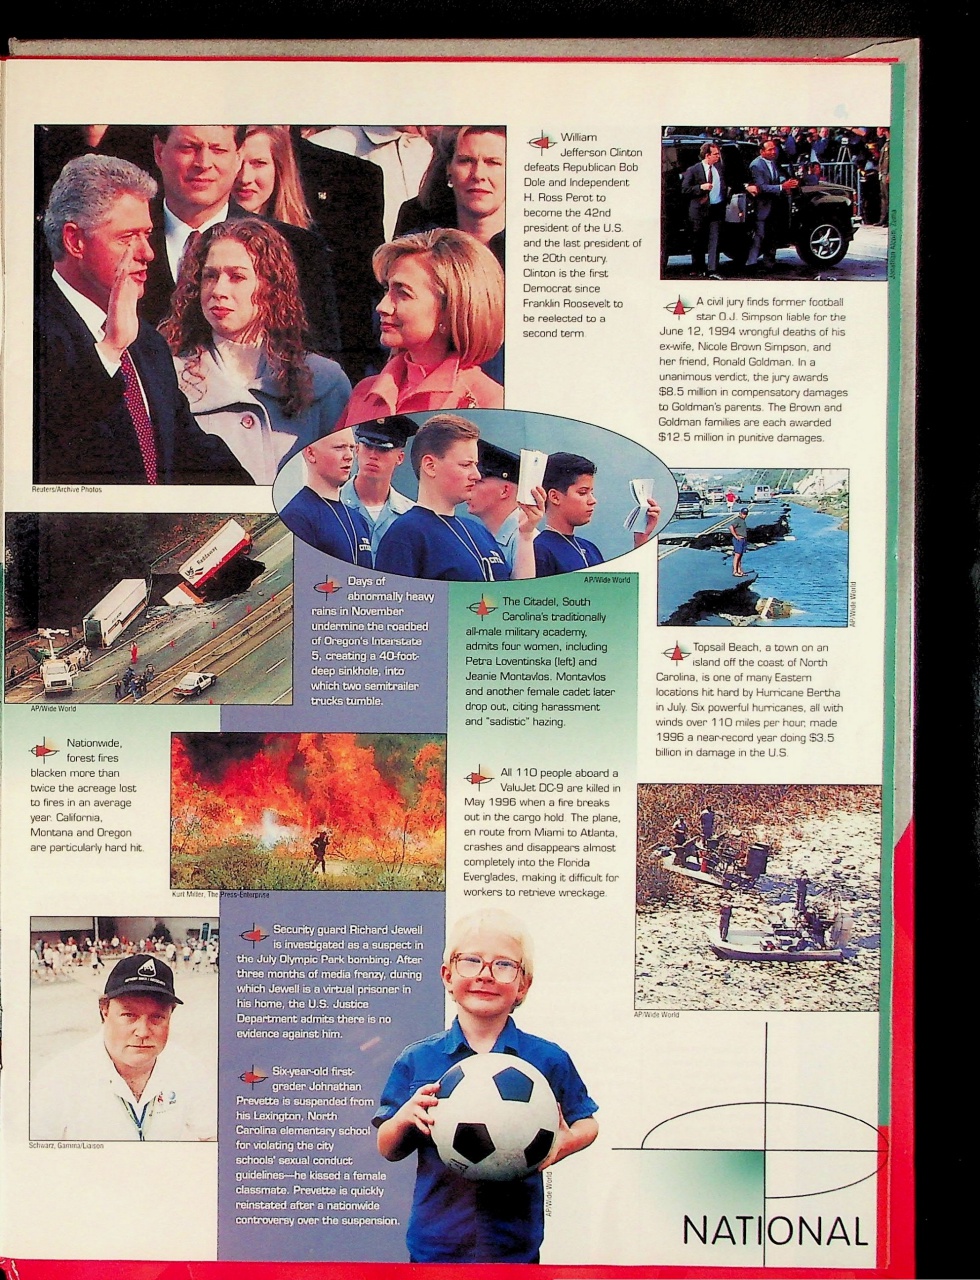 William
Jefferson Clinton
defeats Republican Bob
Dole and Independent
H. Ross Perot to
become the 42nd
president of the U.S.
and the last president of
the 20th century.
Clinton is the first
Democrat since
Franklin Roosevelt to
be reelected to a
second term.
Reuters/Archive Photos
A civil jury finds former football
star O.J. Simpson liable for the
June 12, 1994 wrongful deaths of his
ex-wife, Nicole Brown Simpson, and
her friend, Ronald Goldman. In a
unanimous verdict, the jury awards
$8.5 million in compensatory damages
to Goldman's parents. The Brown and
Goldman families are each awarded
$12.5 million in punitive damages.
AP/Wide World
Days of
abnormally heavy
rains in November
undermine the roadbed
of Oregon's Interstate
5, creating a 40-foot-
deep sinkhole, into
which two semitrailer
trucks tumble.
AP/Wide World
The Citadel, South
Carolina's traditionally
all-male military academy,
admits four women, including
Petra Loventinska (left) and
Jeanie Montavlos. Montavlos
and another female cadet later
drop out, citing harassment
and "sadistic" hazing.
AP/Wide World
Topsail Beach, a town on an
island off the coast of North
Carolina, is one of many Eastern
locations hit hard by Hurricane Bertha
in July. Six powerful hurricanes, all with
winds over 110 miles per hour, made
1996 a near-record year doing $3.5
billion in damage in the U.S.
Nationwide,
forest fires
blacken more than
twice the acreage lost
to fires in an average
year. California,
Montana and Oregon
are particularly hard hit.
Kurt Miller, The Press-Enterprise
All 110 people aboard a
ValuJet DC-9 are killed in
May 1996 when a fire breaks
out in the cargo hold. The plane,
en route from Miami to Atlanta,
crashes and disappears almost
completely into the Florida
Everglades, making it difficult for
workers to retrieve wreckage.
AP/Wide World
Security guard Richard Jewell
is investigated as a suspect in
the July Olympic Park bombing. After
three months of media frenzy, during
which Jewell is a virtual prisoner in
his home, the U.S. Justice
Department admits there is no
evidence against him.
Schwarz, Gamma/Liaison
Six-year-old first-
grader Johnathan
Prevette is suspended from
his Lexington, North
Carolina elementary school
for violating the city
schools' sexual conduct
guidelines—he kissed a female
classmate. Prevette is quickly
reinstated after a nationwide
controversy over the suspension.
AP/Wide World
NATIONAL